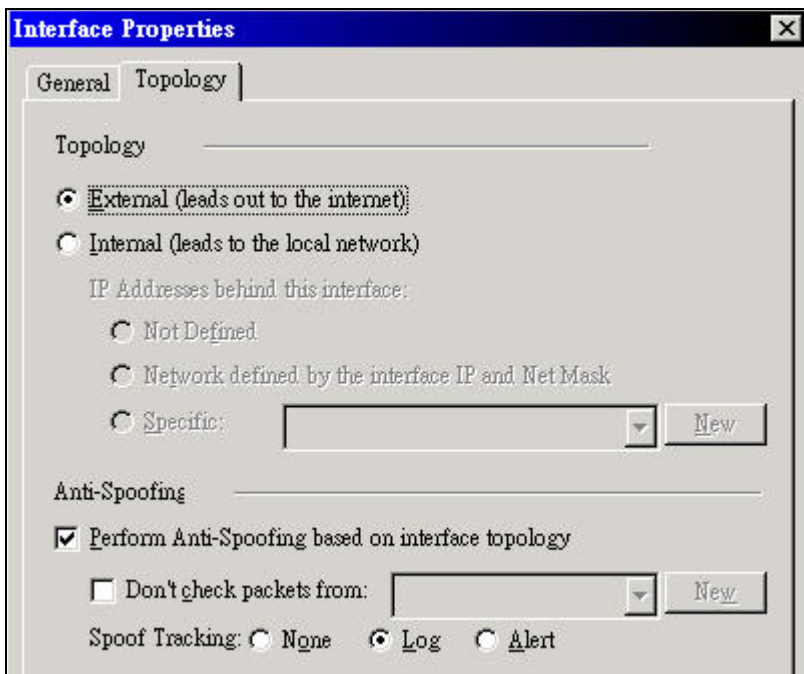 Interface Properties
General Topology
Topology
External (leads out to the internet)
Internal (leads to the local network)
IP Addresses behind this interface:
Not Defined
Network defined by the interface IP and Net Mask
Specific: New
Anti-Spoofing
Perform Anti-Spoofing based on interface topology
Don't check packets from: New
Spoof Tracking: None Log Alert